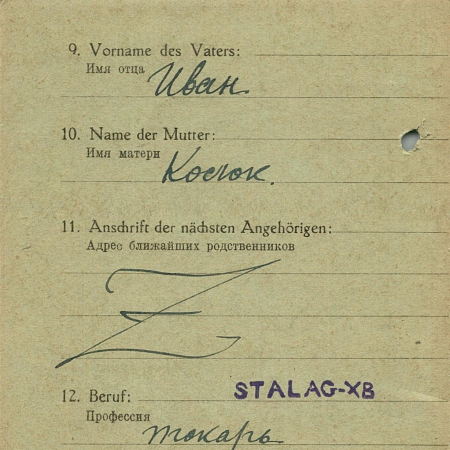 9. Vorname des Vaters:
Имя отца Иван
10. Name der Mutter:
Имя матери Костюк.
11. Anschrift der nächsten Angehörigen:
Адрес ближайших родственников
12. Beruf: STALAG-XB
Профессия токарь